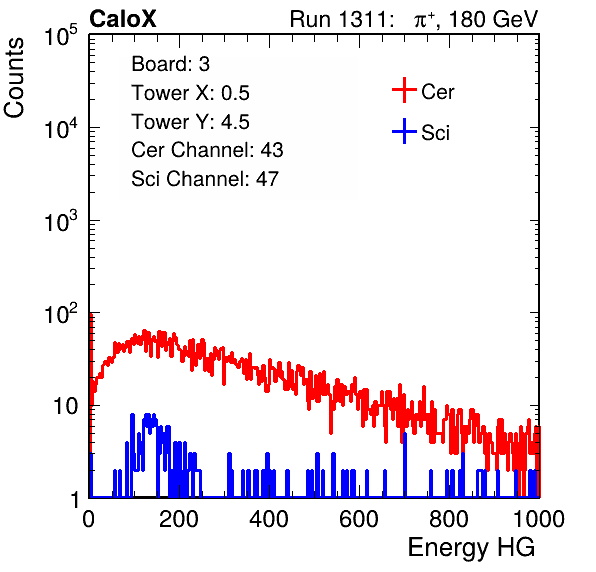 CaloX Run 1311: π⁺, 180 GeV
Board: 3
Tower X: 0.5
Tower Y: 4.5
Cer Channel: 43
Sci Channel: 47
Cer
Sci
Counts
10⁵
10⁴
10³
10²
10
1
0 200 400 600 800 1000
Energy HG